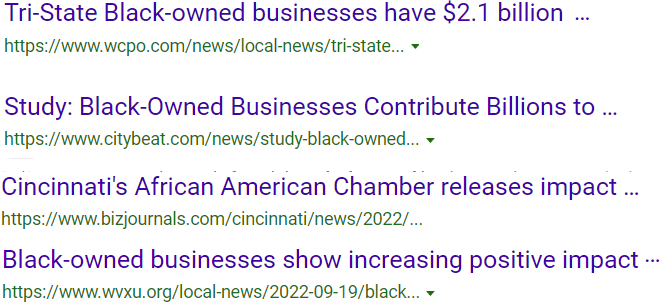 Tri-State Black-owned businesses have $2.1 billion ...
https://www.wcpo.com/news/local-news/tri-state...
Study: Black-Owned Businesses Contribute Billions to ...
https://www.citybeat.com/news/study-black-owned...
Cincinnati's African American Chamber releases impact ...
https://www.bizjournals.com/cincinnati/news/2022/...
Black-owned businesses show increasing positive impact ...
https://www.wvxu.org/local-news/2022-09-19/black...